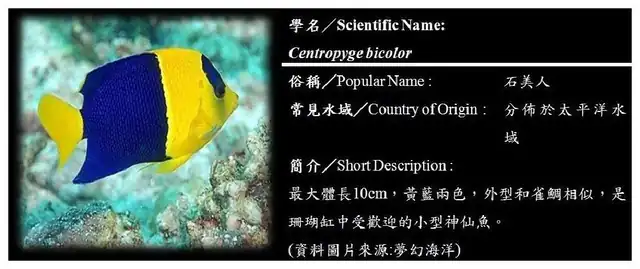 學名／Scientific Name:
Centropyge bicolor
俗稱／Popular Name : 石美人
常見水域／Country of Origin : 分佈於太平洋水
域
簡介／Short Description :
最大體長10cm，黃藍兩色，外型和雀鯛相似，是
珊瑚缸中受歡迎的小型神仙魚。
(資料圖片來源:夢幻海洋)